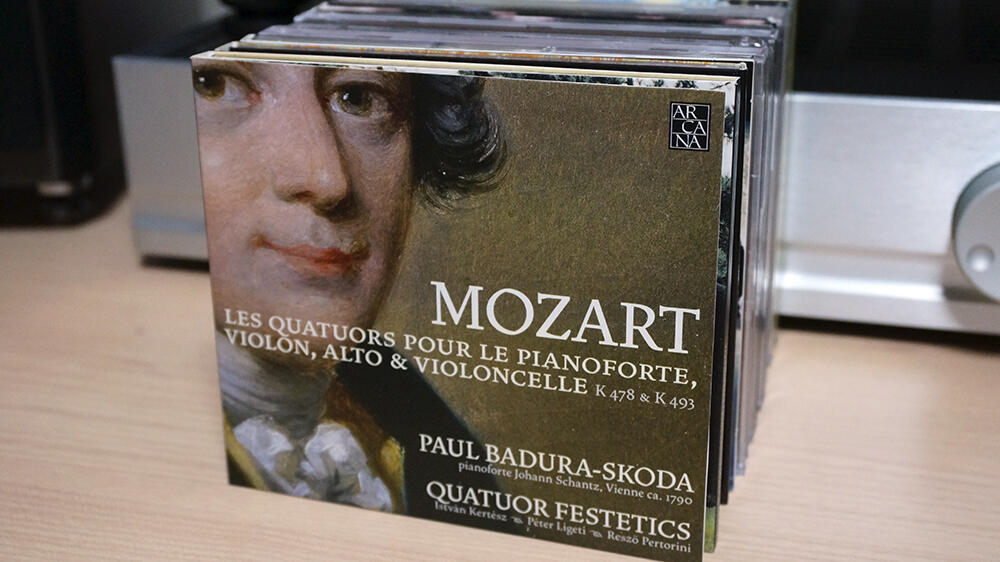 AR
CA
NA
MOZART
LES QUATUORS POUR LE PIANOFORTE,
VIOLON, ALTO & VIOLONCELLE K 478 & K 493
PAUL BADURA-SKODA
pianoforte Johann Schantz, Vienne ca. 1790
QUATUOR FESTETICS
István Kertész ~ Péter Ligeti ~ Rezsö Pertorini